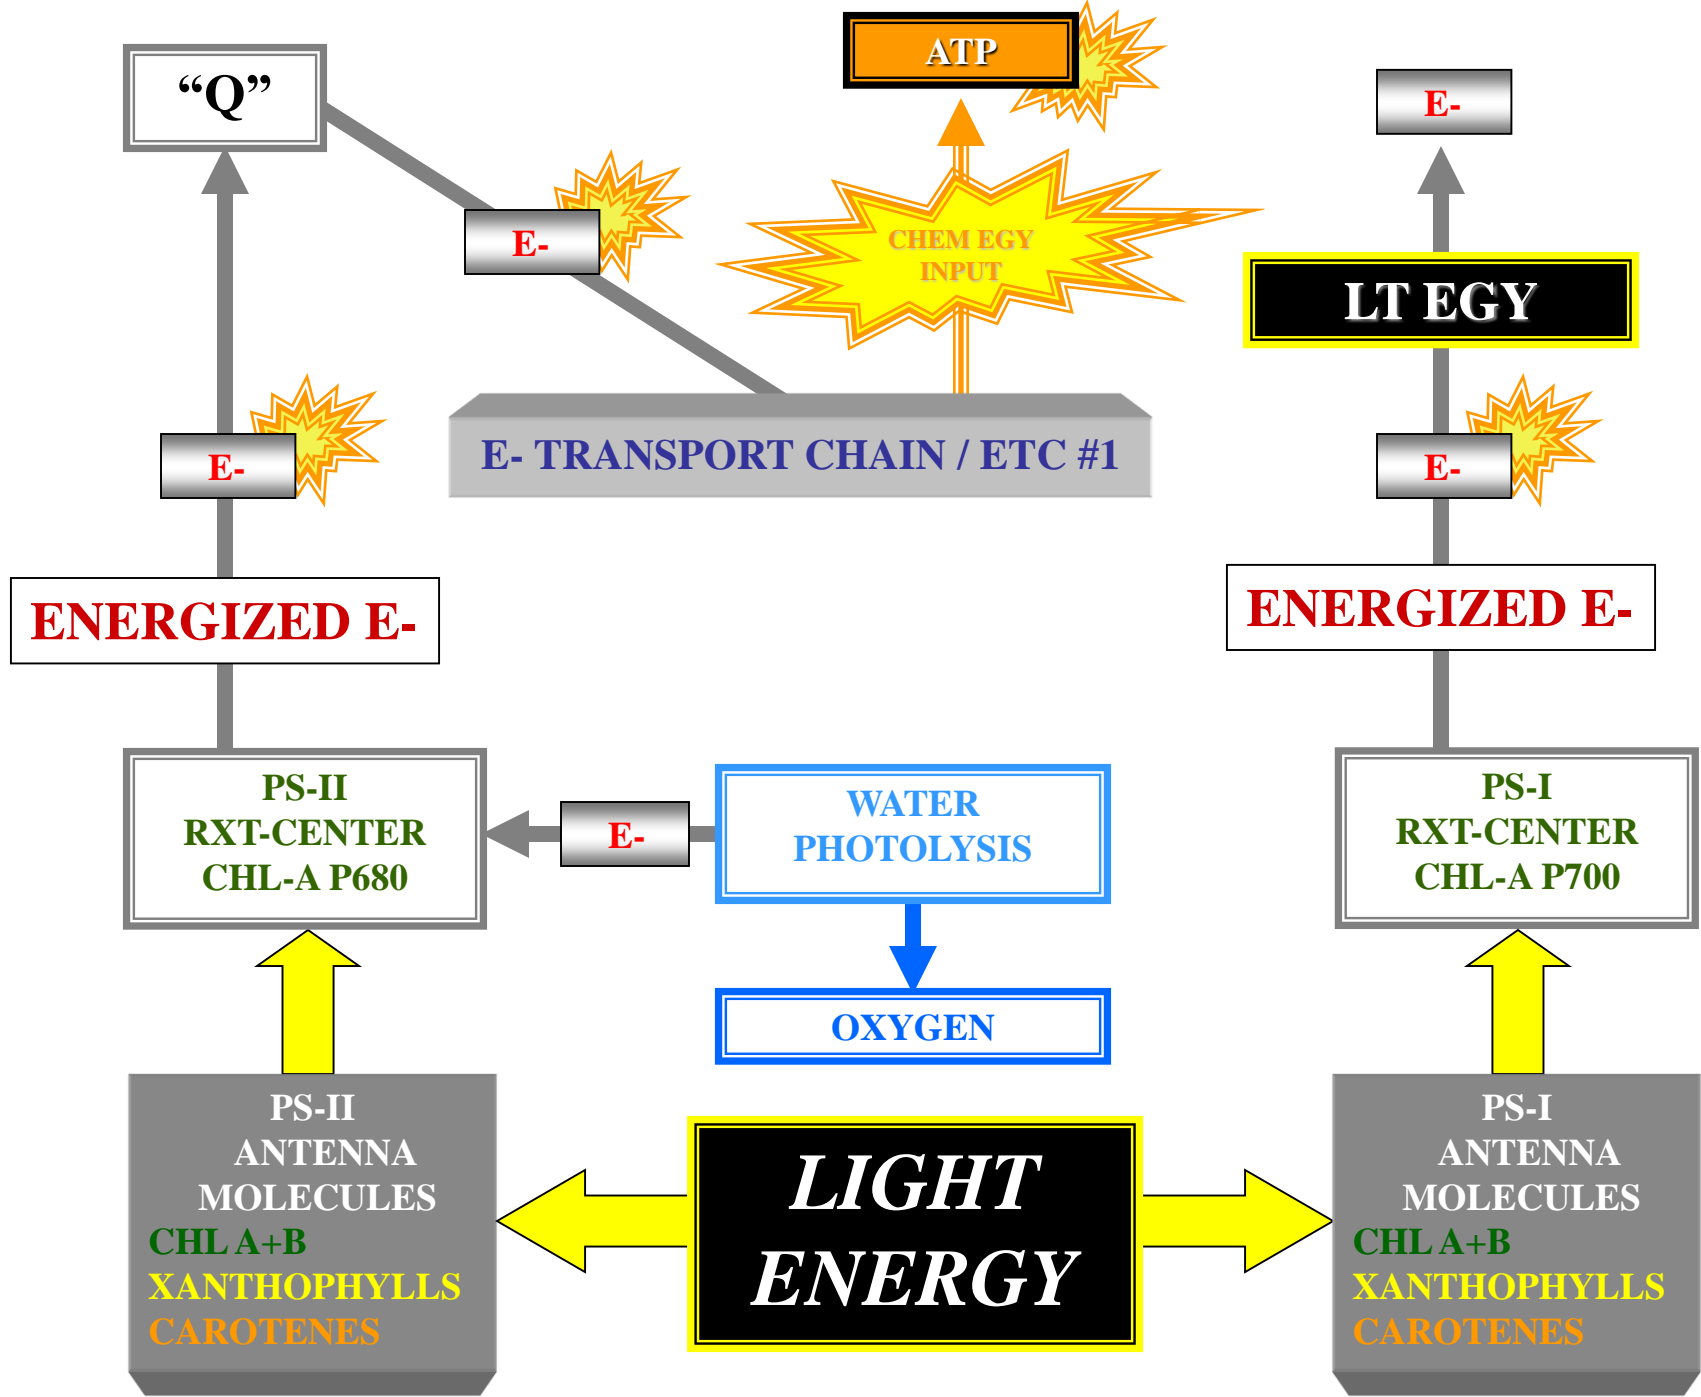 “Q”
ATP
E-
E-
CHEM EGY
INPUT
LT EGY
E- TRANSPORT CHAIN / ETC #1
E-
E-
ENERGIZED E-
ENERGIZED E-
PS-II
RXT-CENTER
CHL-A P680
E-
WATER
PHOTOLYSIS
PS-I
RXT-CENTER
CHL-A P700
OXYGEN
PS-II
ANTENNA
MOLECULES
CHL A+B
XANTHOPHYLLS
CAROTENES
LIGHT
ENERGY
PS-I
ANTENNA
MOLECULES
CHL A+B
XANTHOPHYLLS
CAROTENES